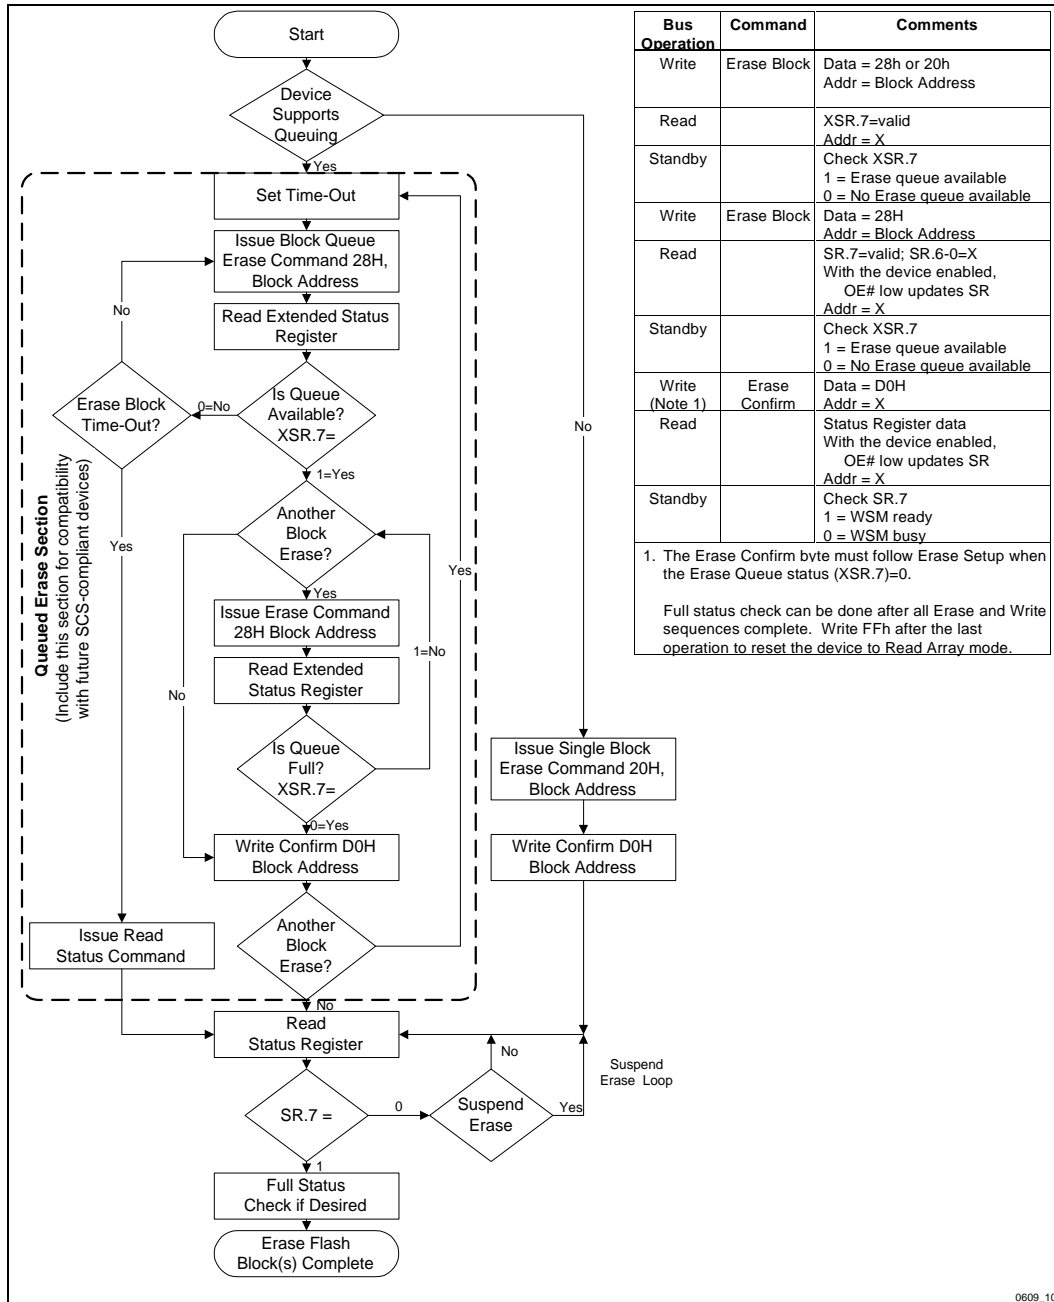 Start
Device
Supports
Queuing
Yes
Set Time-Out
Issue Block Queue
Erase Command 28H,
Block Address
No
Read Extended Status
Register
Erase Block
Time-Out?
0=No
Is Queue
Available?
XSR.7=
No
1=Yes
Another
Block
Erase?
Yes
Yes
Yes
Issue Erase Command
28H Block Address
1=No
Read Extended
Status Register
No
Is Queue
Full?
XSR.7=
0=Yes
Write Confirm D0H
Block Address
Another
Block
Erase?
Issue Read
Status Command
Queued Erase Section
(Include this section for compatibility
with future SCS-compliant devices)
Issue Single Block
Erase Command 20H,
Block Address
Write Confirm D0H
Block Address
No
Read
Status Register
No
Suspend
Erase Loop
SR.7 =
0
Suspend
Erase
Yes
1
Full Status
Check if Desired
Erase Flash
Block(s) Complete
Bus Operation Command Comments
Write Erase Block Data = 28h or 20h
Addr = Block Address
Read XSR.7=valid
Addr = X
Standby Check XSR.7
1 = Erase queue available
0 = No Erase queue available
Write Erase Block Data = 28H
Addr = Block Address
Read SR.7=valid; SR.6-0=X
With the device enabled,
OE# low updates SR
Addr = X
Standby Check XSR.7
1 = Erase queue available
0 = No Erase queue available
Write Erase Data = D0H
(Note 1) Confirm Addr = X
Read Status Register data
With the device enabled,
OE# low updates SR
Addr = X
Standby Check SR.7
1 = WSM ready
0 = WSM busy
1. The Erase Confirm byte must follow Erase Setup when
the Erase Queue status (XSR.7)=0.
Full status check can be done after all Erase and Write
sequences complete. Write FFh after the last
operation to reset the device to Read Array mode.
0609_10